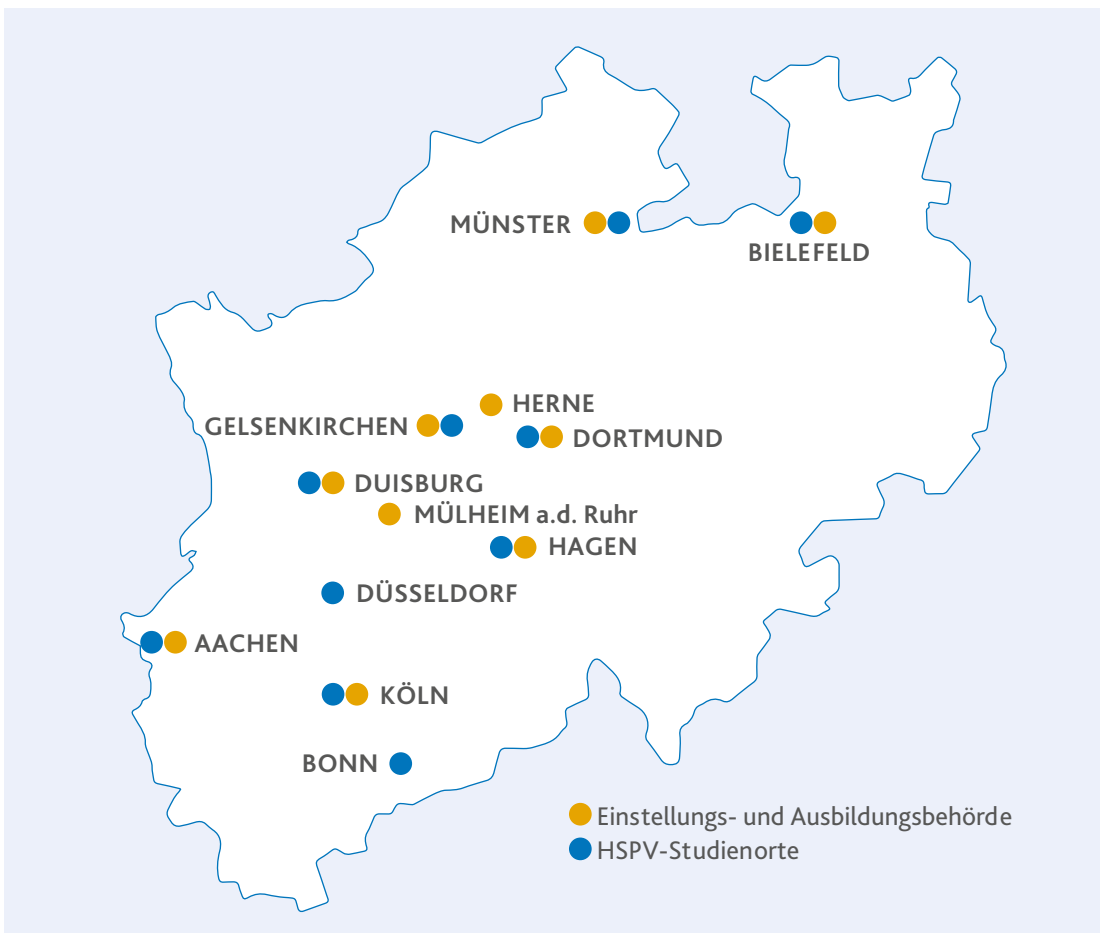 MÜNSTER
BIELEFELD
HERNE
GELSENKIRCHEN
DORTMUND
DUISBURG
MÜLHEIM a.d. Ruhr
HAGEN
DÜSSELDORF
AACHEN
KÖLN
BONN
Einstellungs- und Ausbildungsbehörde
HSPV-Studienorte